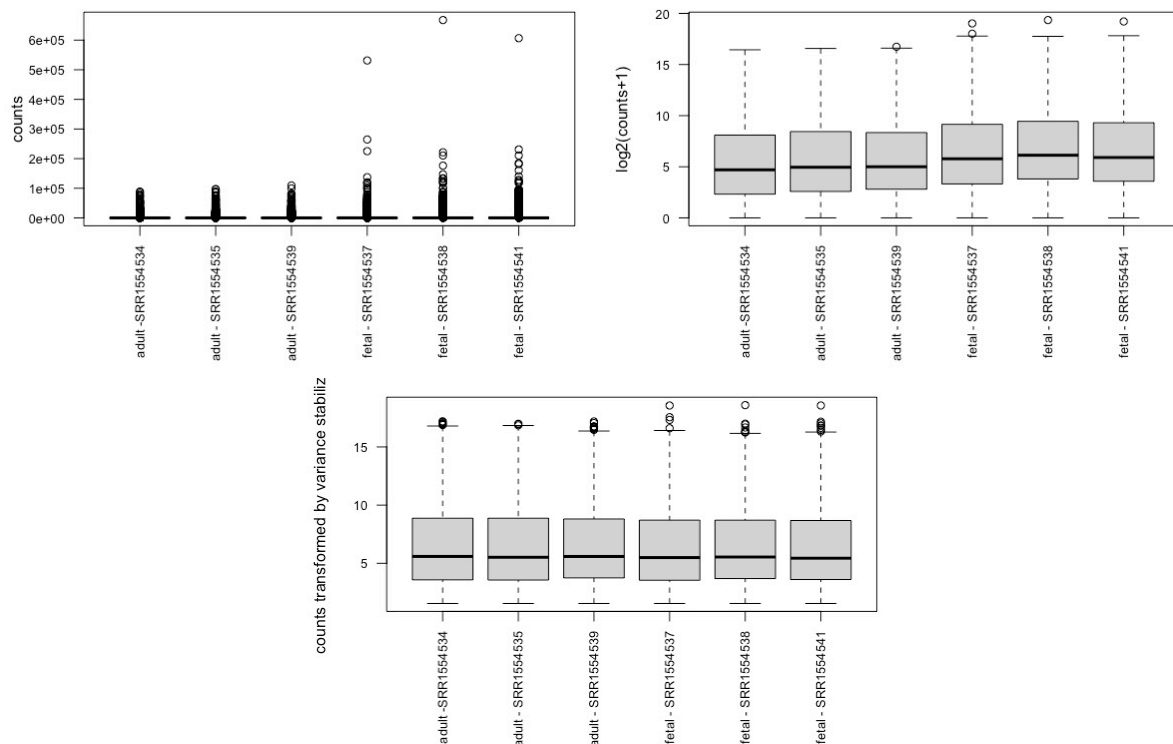 counts
6e+05
5e+05
4e+05
3e+05
2e+05
1e+05
0e+00
adult -SRR1554534
adult - SRR1554535
adult - SRR1554539
fetal - SRR1554537
fetal - SRR1554538
fetal - SRR1554541
log2(counts+1)
20
15
10
5
0
adult -SRR1554534
adult - SRR1554535
adult - SRR1554539
fetal - SRR1554537
fetal - SRR1554538
fetal - SRR1554541
counts transformed by variance stabiliz
15
10
5
adult -SRR1554534
adult - SRR1554535
adult - SRR1554539
fetal - SRR1554537
fetal - SRR1554538
fetal - SRR1554541